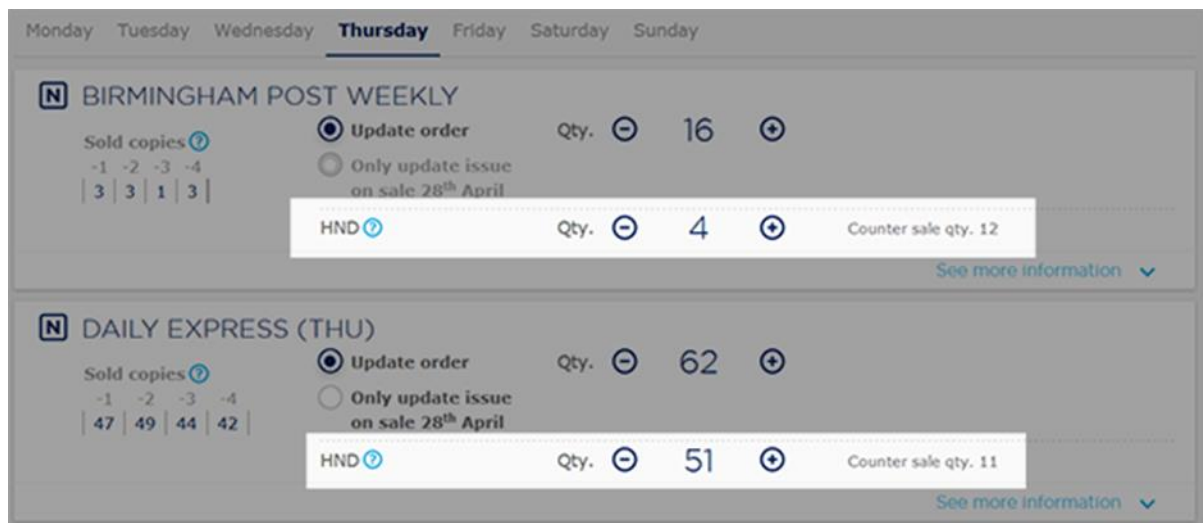 Monday Tuesday Wednesday Thursday Friday Saturday Sunday
N BIRMINGHAM POST WEEKLY
Sold copies ?
-1 -2 -3 -4
3 3 1 3
Update order Qty. 16
Only update issue
on sale 28th April
HND ? Qty. 4 Counter sale qty. 12
See more information
N DAILY EXPRESS (THU)
Sold copies ?
-1 -2 -3 -4
47 49 44 42
Update order Qty. 62
Only update issue
on sale 28th April
HND ? Qty. 51 Counter sale qty. 11
See more information